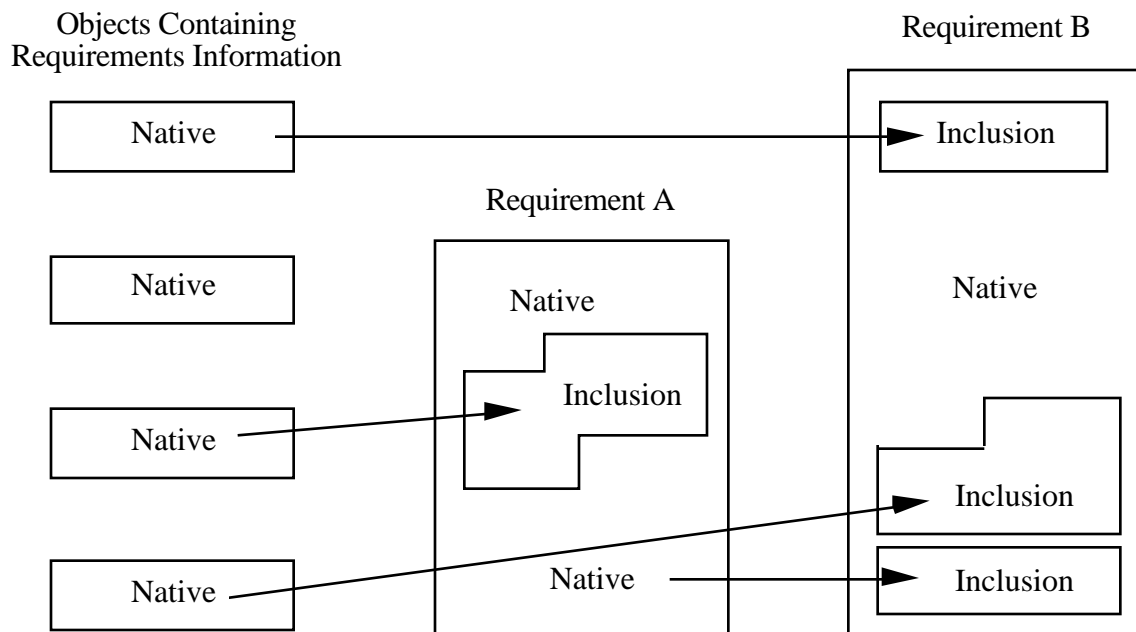 Objects Containing
Requirements Information
Requirement B
Native
Inclusion
Requirement A
Native
Native
Native
Inclusion
Native
Inclusion
Native
Native
Inclusion